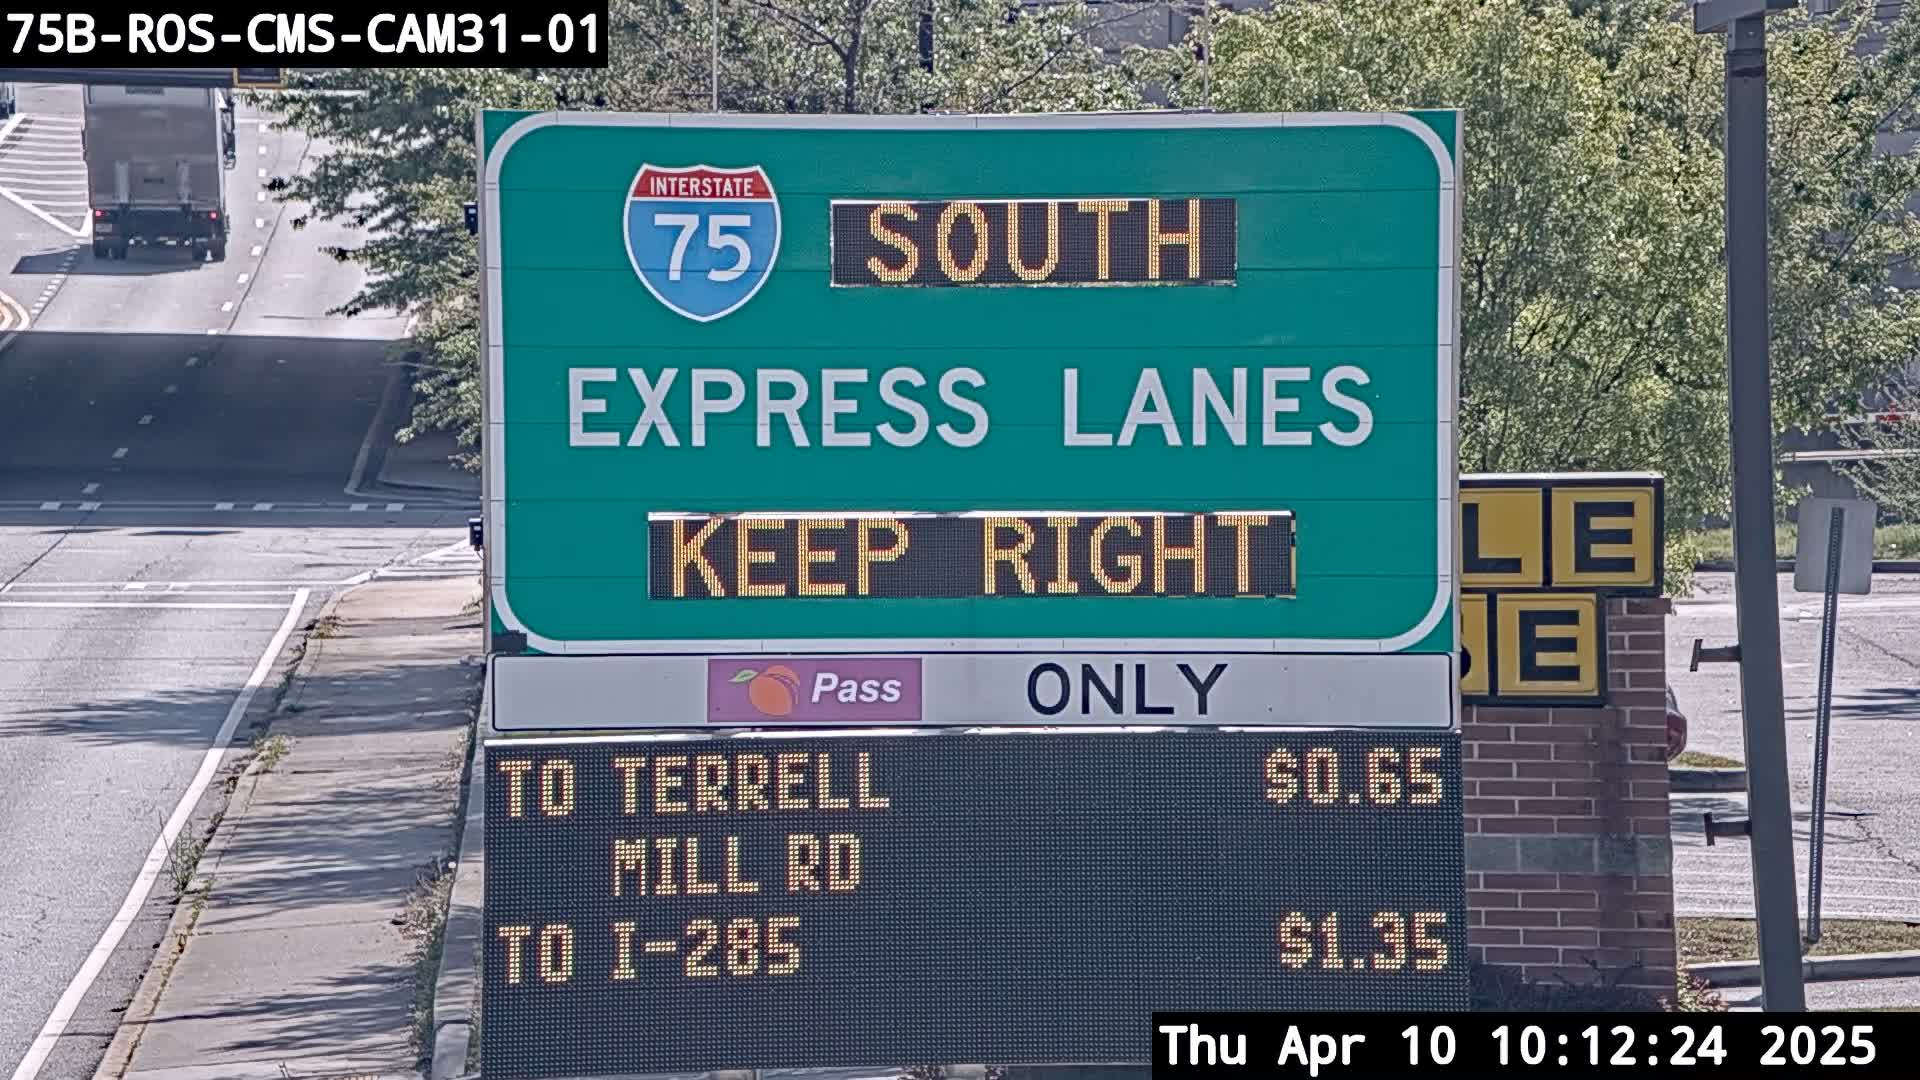 75B-ROS-CMS-CAM31-01
INTERSTATE
75
SOUTH
EXPRESS LANES
KEEP RIGHT
LE
E
Pass ONLY
TO TERRELL $0.65
MILL RD
TO I-285 $1.35
Thu Apr 10 10:12:24 2025